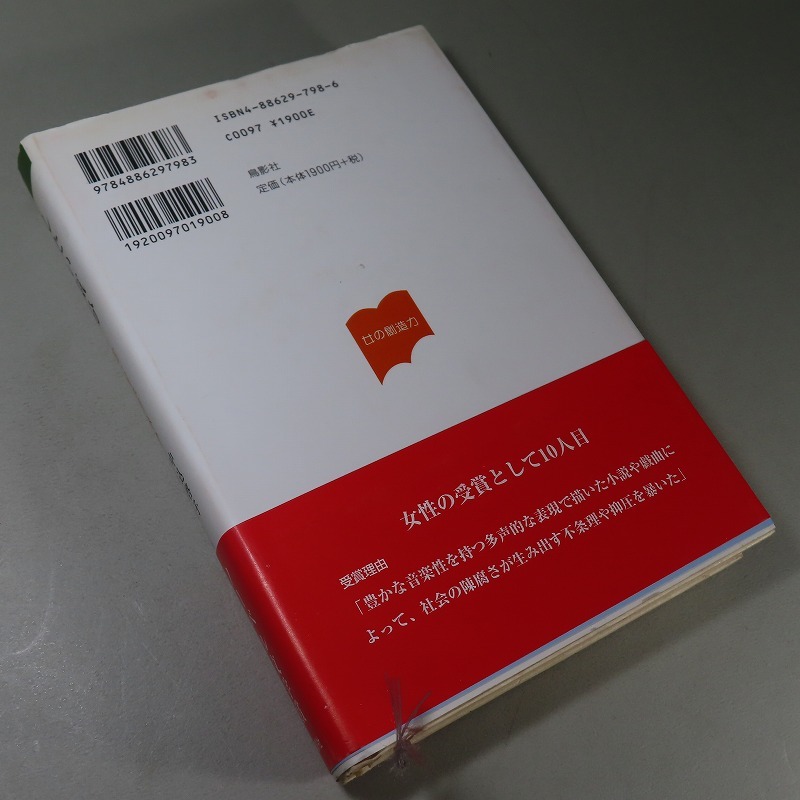 ISBN4-88629-798-6
C0097 ¥1900E
9784886297983
鳥影社
定価(本体1900円+税)
1920097019008
女の創造力
女性の受賞として10人目
受賞理由
「豊かな音楽性を持つ多声的な表現で描いた小説や戯曲に
よって、社会の陳腐さが生み出す不条理や抑圧を暴いた」